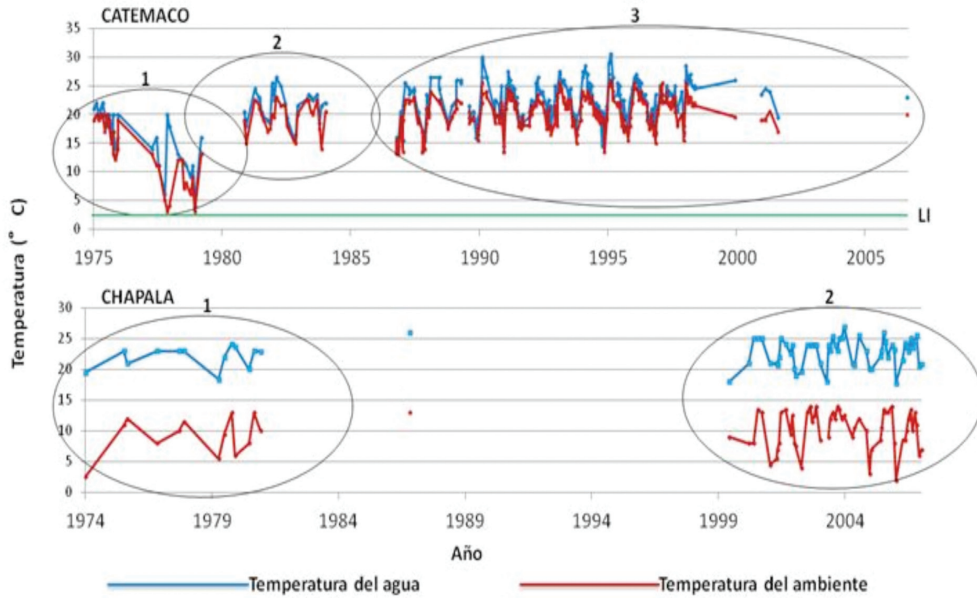 CATEMACO
3
2
1
35
30
25
20
15
10
5
0
LI
1975 1980 1985 1990 1995 2000 2005
Temperatura (° C)
CHAPALA
1
2
30
25
20
15
10
5
0
1974 1979 1984 1989 1994 1999 2004
Año
Temperatura del agua Temperatura del ambiente